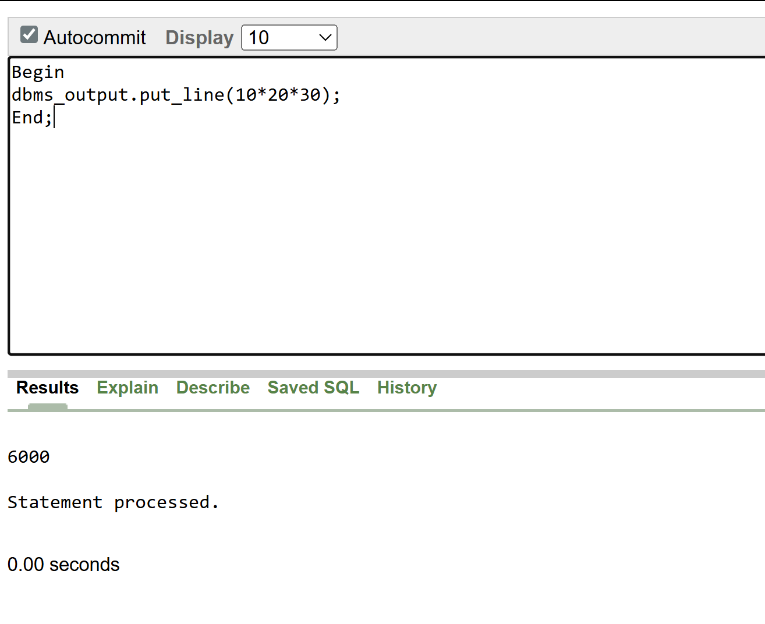 Autocommit Display 10
Begin
dbms_output.put_line(10*20*30);
End;
Results Explain Describe Saved SQL History
6000
Statement processed.
0.00 seconds